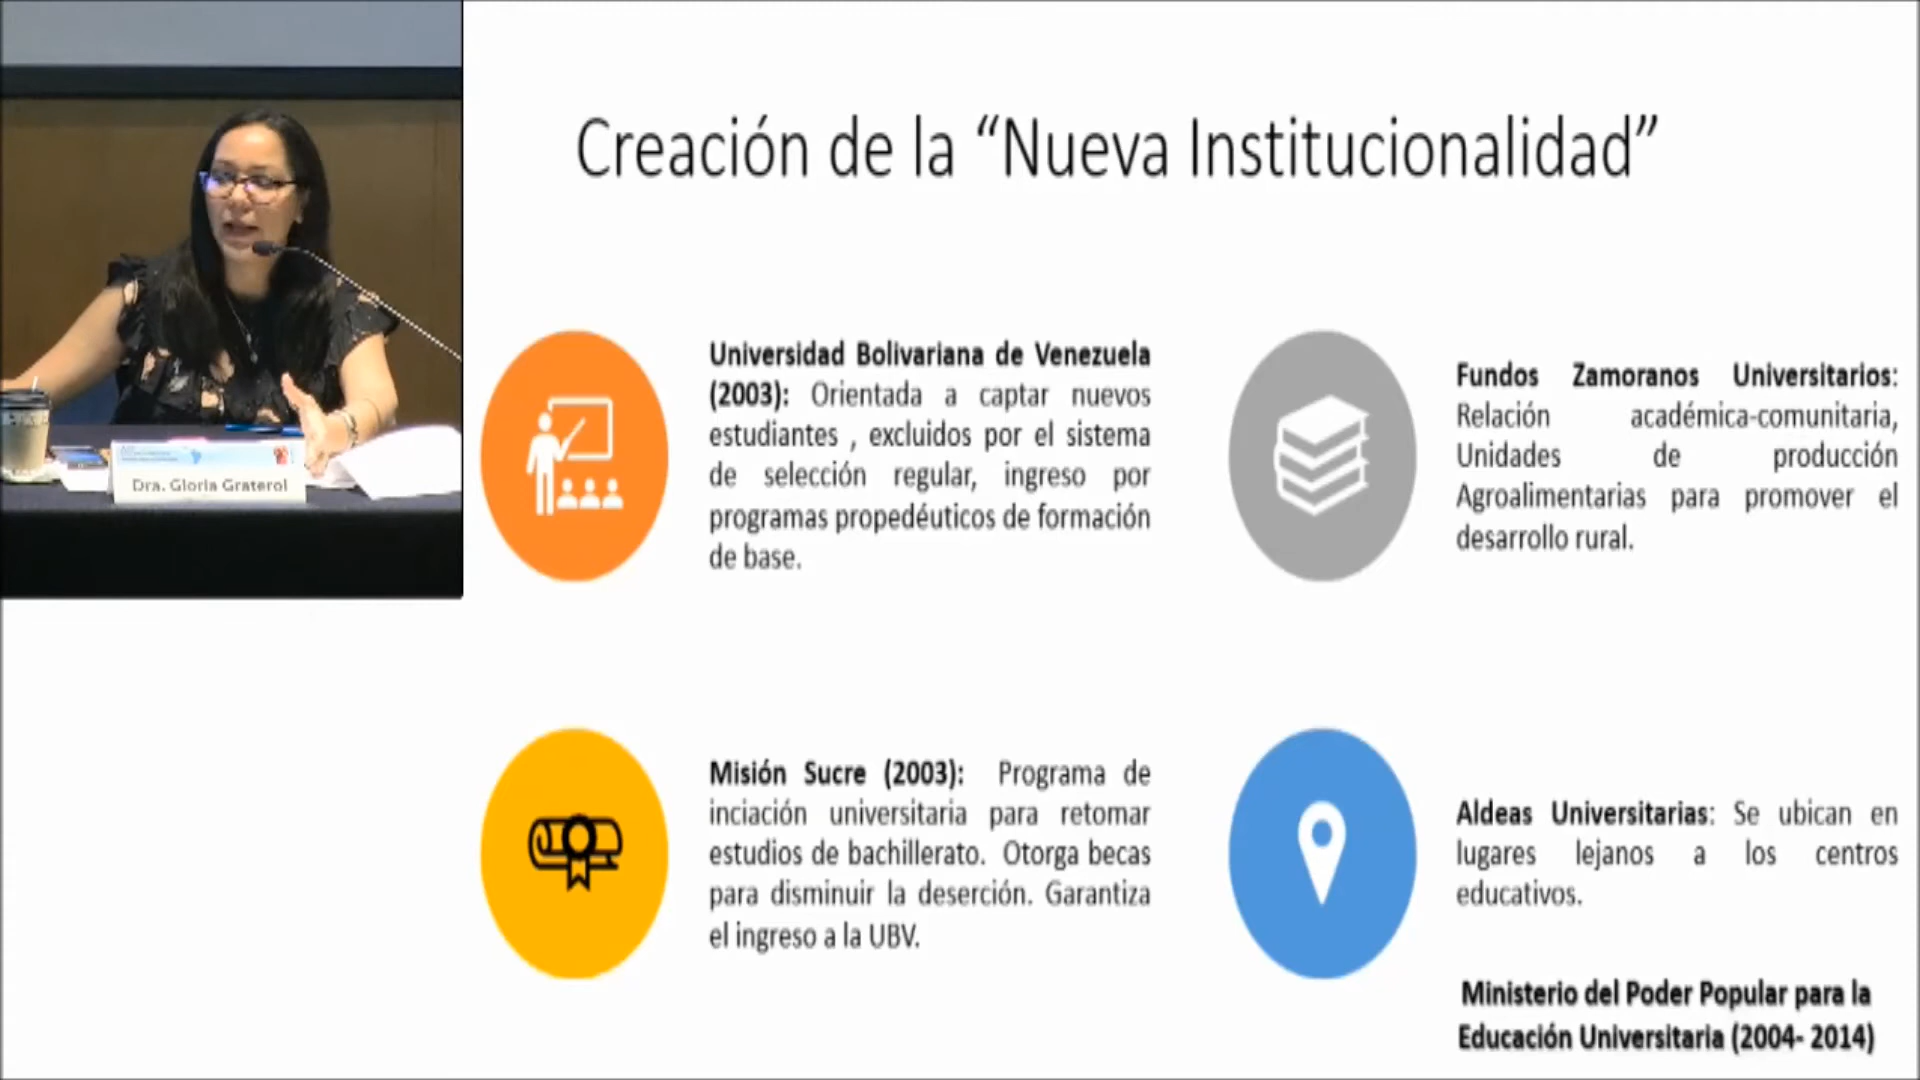 Creación de la “Nueva Institucionalidad”
Universidad Bolivariana de Venezuela
(2003): Orientada a captar nuevos
estudiantes , excluidos por el sistema
de selección regular, ingreso por
programas propedéuticos de formación
de base.
Fundos Zamoranos Universitarios:
Relación académica-comunitaria,
Unidades de producción
Agroalimentarias para promover el
desarrollo rural.
Misión Sucre (2003): Programa de
inciación universitaria para retomar
estudios de bachillerato. Otorga becas
para disminuir la deserción. Garantiza
el ingreso a la UBV.
Aldeas Universitarias: Se ubican en
lugares lejanos a los centros
educativos.
Ministerio del Poder Popular para la
Educación Universitaria (2004- 2014)
Dra. Gloria Graterol